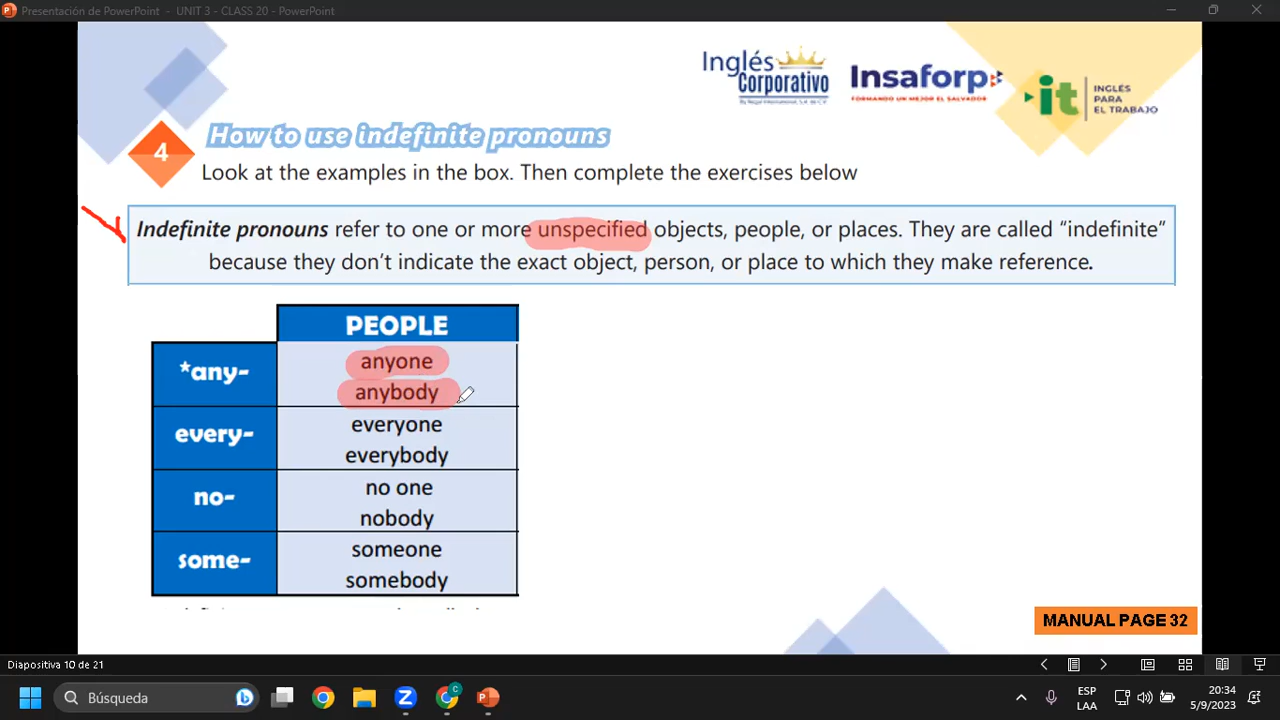 Presentación de PowerPoint - UNIT 3 - CLASS 20 - PowerPoint
Inglés
Corporativo
Insaforp
FORMANDO UN MEJOR EL SALVADOR
it
INGLÉS
PARA
EL TRABAJO
4
How to use indefinite pronouns
Look at the examples in the box. Then complete the exercises below
Indefinite pronouns refer to one or more unspecified objects, people, or places. They are called “indefinite”
because they don’t indicate the exact object, person, or place to which they make reference.
PEOPLE
*any-
anyone
anybody
every-
everyone
everybody
no-
no one
nobody
some-
someone
somebody
MANUAL PAGE 32
Diapositiva 10 de 21
Búsqueda
ESP
LAA
20:34
5/9/2023